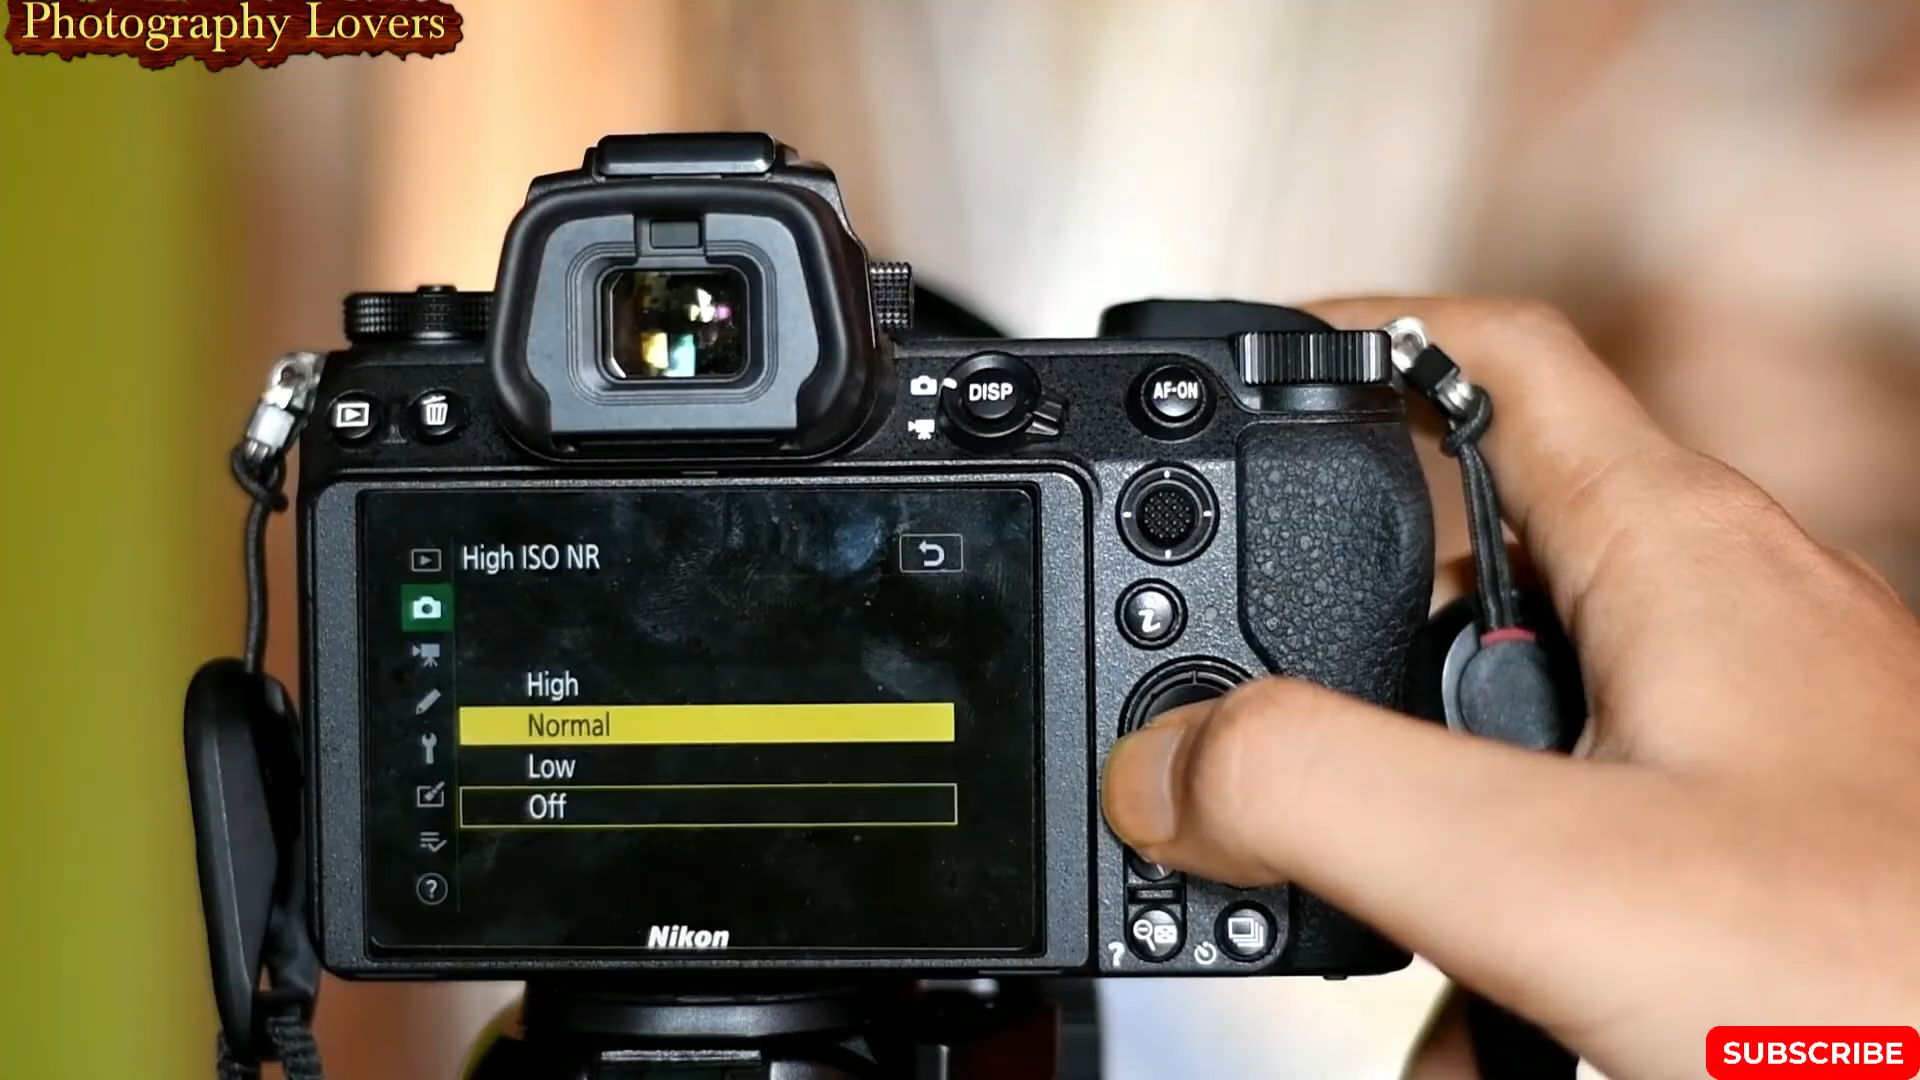 Photography Lovers
DISP
AF-ON
High ISO NR
i
High
Normal
Low
Off
?
Nikon
?
SUBSCRIBE